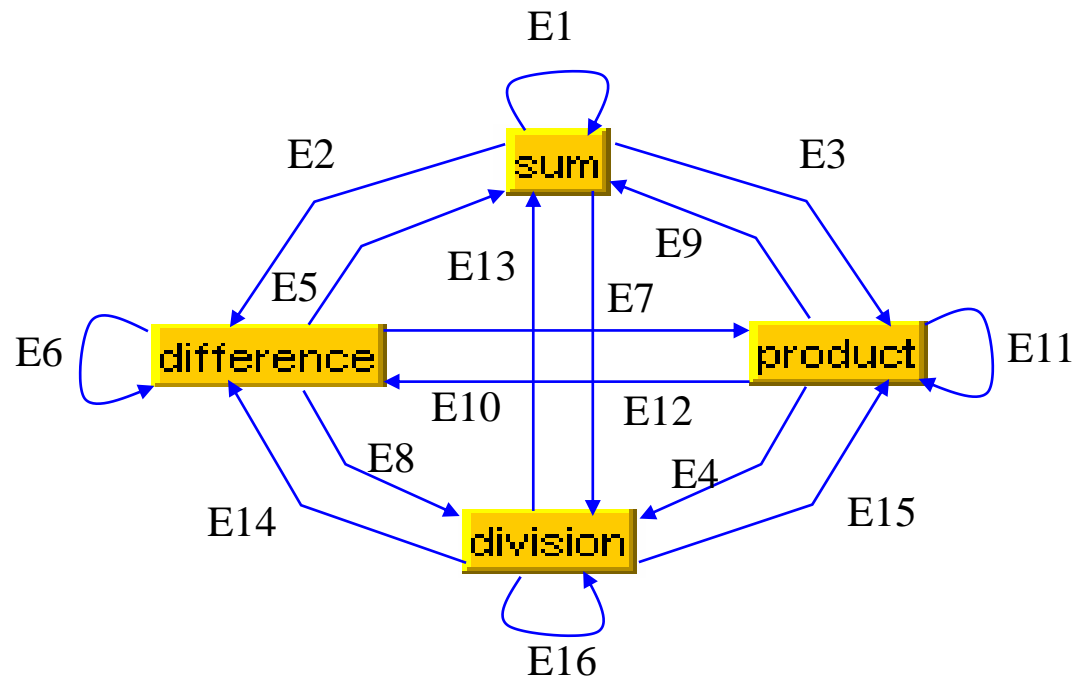 E1
E2
sum
E3
E9
E13
E5
E7
E6
difference
product
E11
E10
E12
E8
E4
E14
E15
division
E16